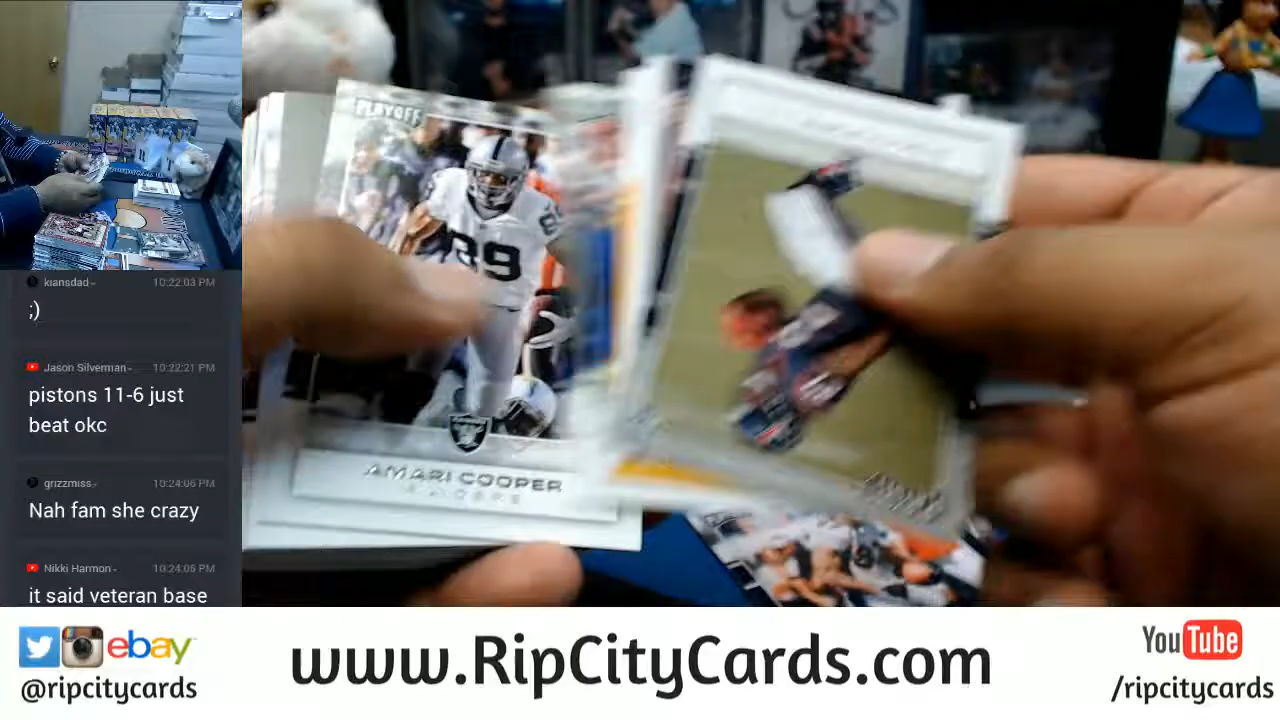 kiansdad-
10:22:03 PM
;)
Jason Silverman-
10:22:21 PM
pistons 11-6 just
beat okc
grizzmiss-
10:24:06 PM
Nah fam she crazy
Nikki Harmon-
10:24:05 PM
it said veteran base
PLAYOFF
89
AMARI COOPER
RAIDERS
ebay
@ripcitycards
www.RipCityCards.com
YouTube
/ripcitycards